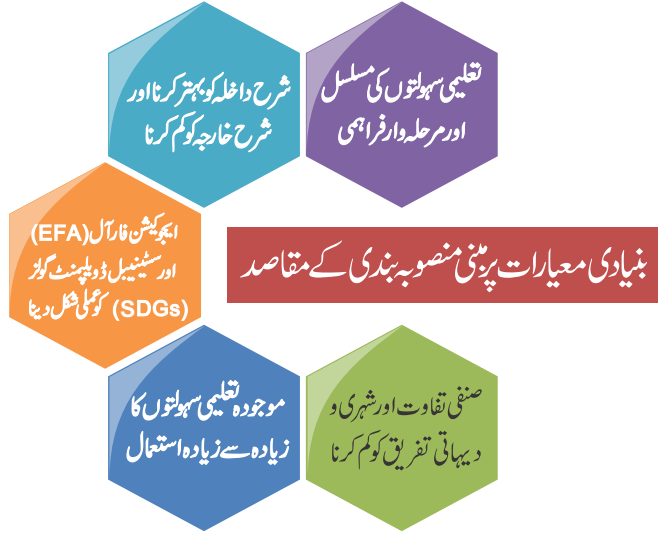 بنیادی معیارات پر مبنی منصوبہ بندی کے مقاصد
تعلیمی سہولتوں کی مسلسل
اور مرحلہ وار فراہمی
شرح داخلہ کو بہتر کرنا اور
شرح خارجہ کو کم کرنا
ایجوکیشن فار آل (EFA)
اور سسٹینیبل ڈویلپمنٹ گولز
(SDGs) کو عملی شکل دینا
موجودہ تعلیمی سہولتوں کا
زیادہ سے زیادہ استعمال
صنفی تفاوت اور شہری و
دیہاتی تفریق کو کم کرنا